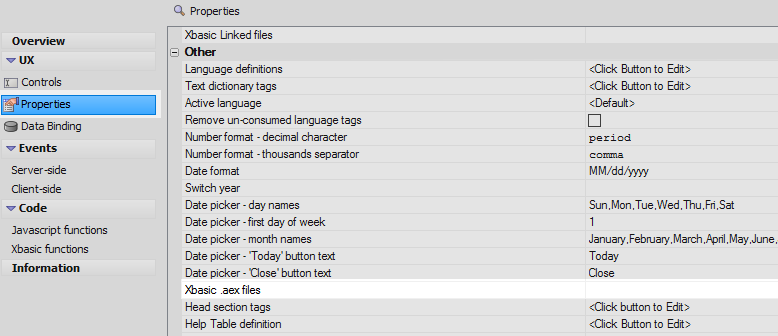 Overview
UX
Controls
Properties
Data Binding
Events
Server-side
Client-side
Code
Javascript functions
Xbasic functions
Information
Properties
Xbasic Linked files
Other
Language definitions <Click Button to Edit>
Text dictionary tags <Click Button to Edit>
Active language <Default>
Remove un-consumed language tags
Number format - decimal character period
Number format - thousands separator comma
Date format MM/dd/yyyy
Switch year
Date picker - day names Sun,Mon,Tue,Wed,Thu,Fri,Sat
Date picker - first day of week 1
Date picker - month names January,February,March,April,May,June,
Date picker - 'Today' button text Today
Date picker - 'Close' button text Close
Xbasic .aex files
Head section tags <Click button to Edit>
Help Table definition <Click Button to Edit>